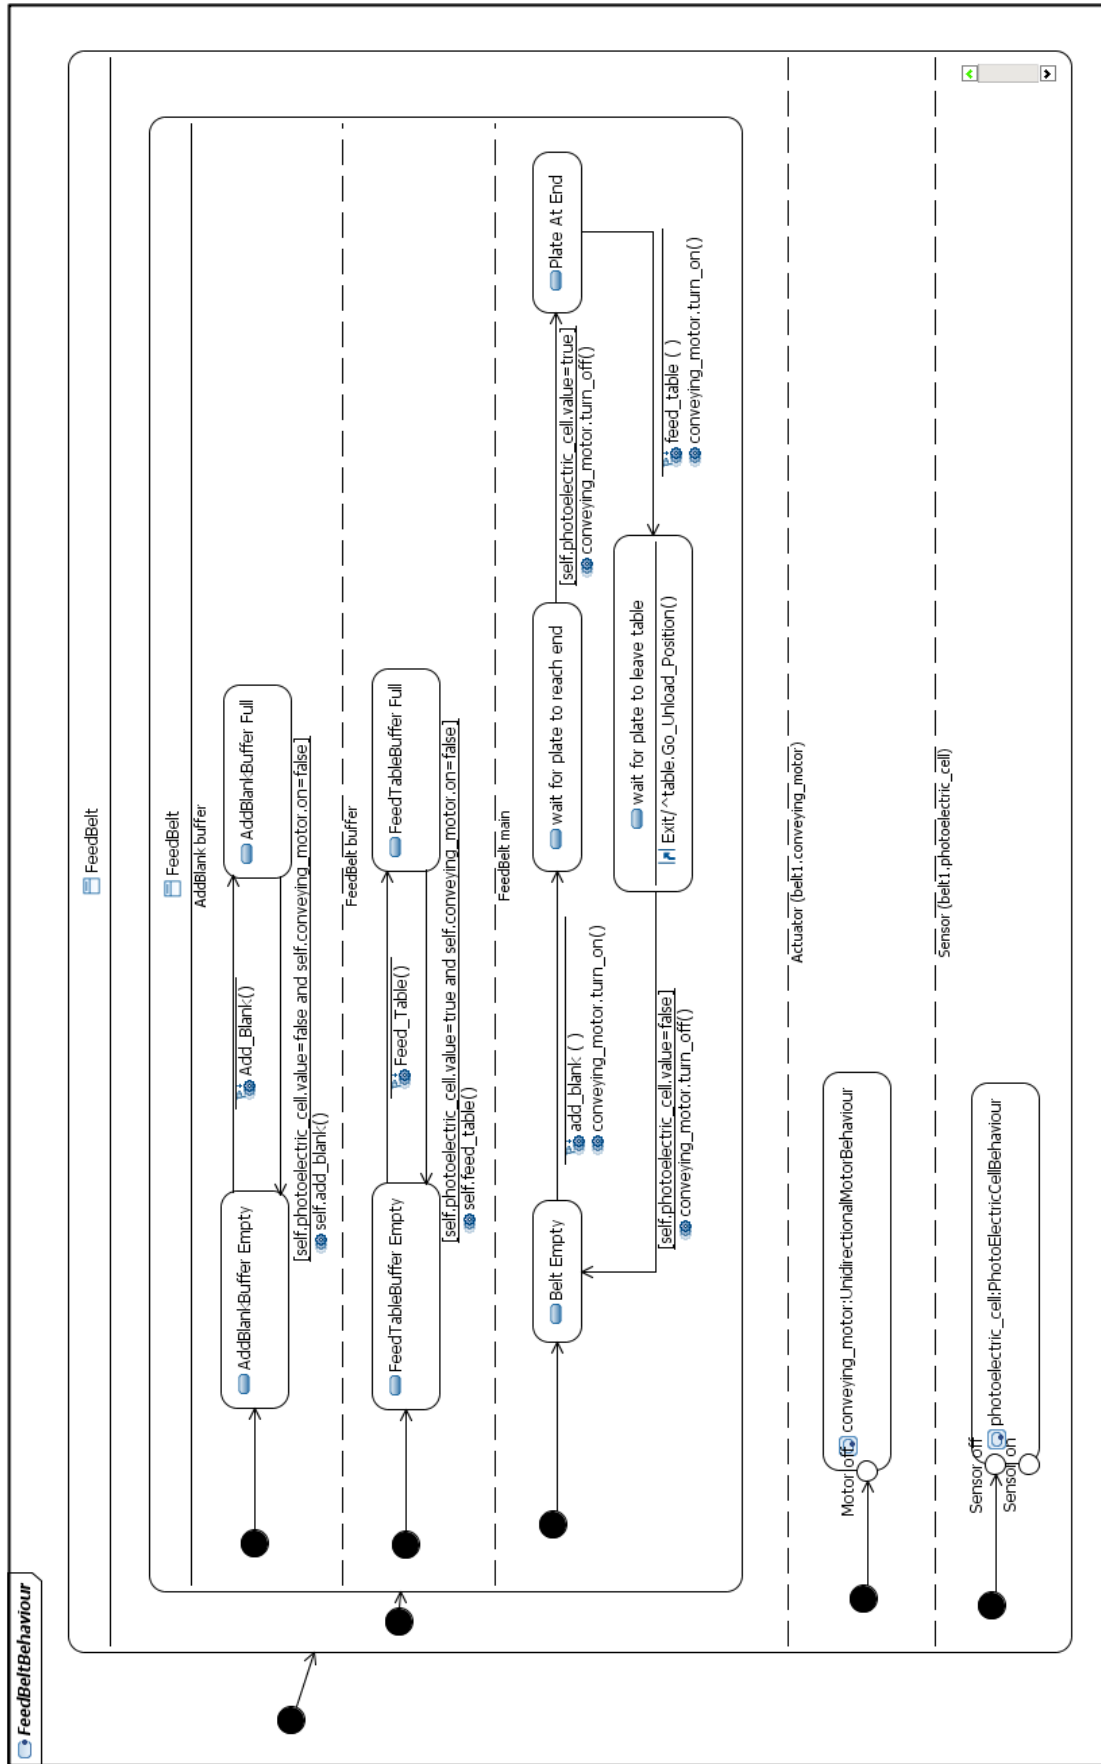 FeedBeltBehaviour
FeedBelt
FeedBelt
AddBlank buffer
AddBlankBuffer Empty
Add_Blank()
AddBlankBuffer Full
[self.photoelectric_cell.value=false and self.conveying_motor.on=false]
self.add_blank()
FeedBelt buffer
FeedTableBuffer Empty
Feed_Table()
FeedTableBuffer Full
[self.photoelectric_cell.value=true and self.conveying_motor.on=false]
self.feed_table()
FeedBelt main
Belt Empty
add_blank ( )
conveying_motor.turn_on()
wait for plate to reach end
[self.photoelectric_cell.value=true]
conveying_motor.turn_off()
Plate At End
feed_table ( )
conveying_motor.turn_on()
wait for plate to leave table
Exit/^table.Go_Unload_Position()
[self.photoelectric_cell.value=false]
conveying_motor.turn_off()
Actuator (belt1.conveying_motor)
Motor_off
conveying_motor:UnidirectionalMotorBehaviour
Sensor (belt1.photoelectric_cell)
Sensor_off
photoelectric_cell:PhotoElectricCellBehaviour
Sensor_on